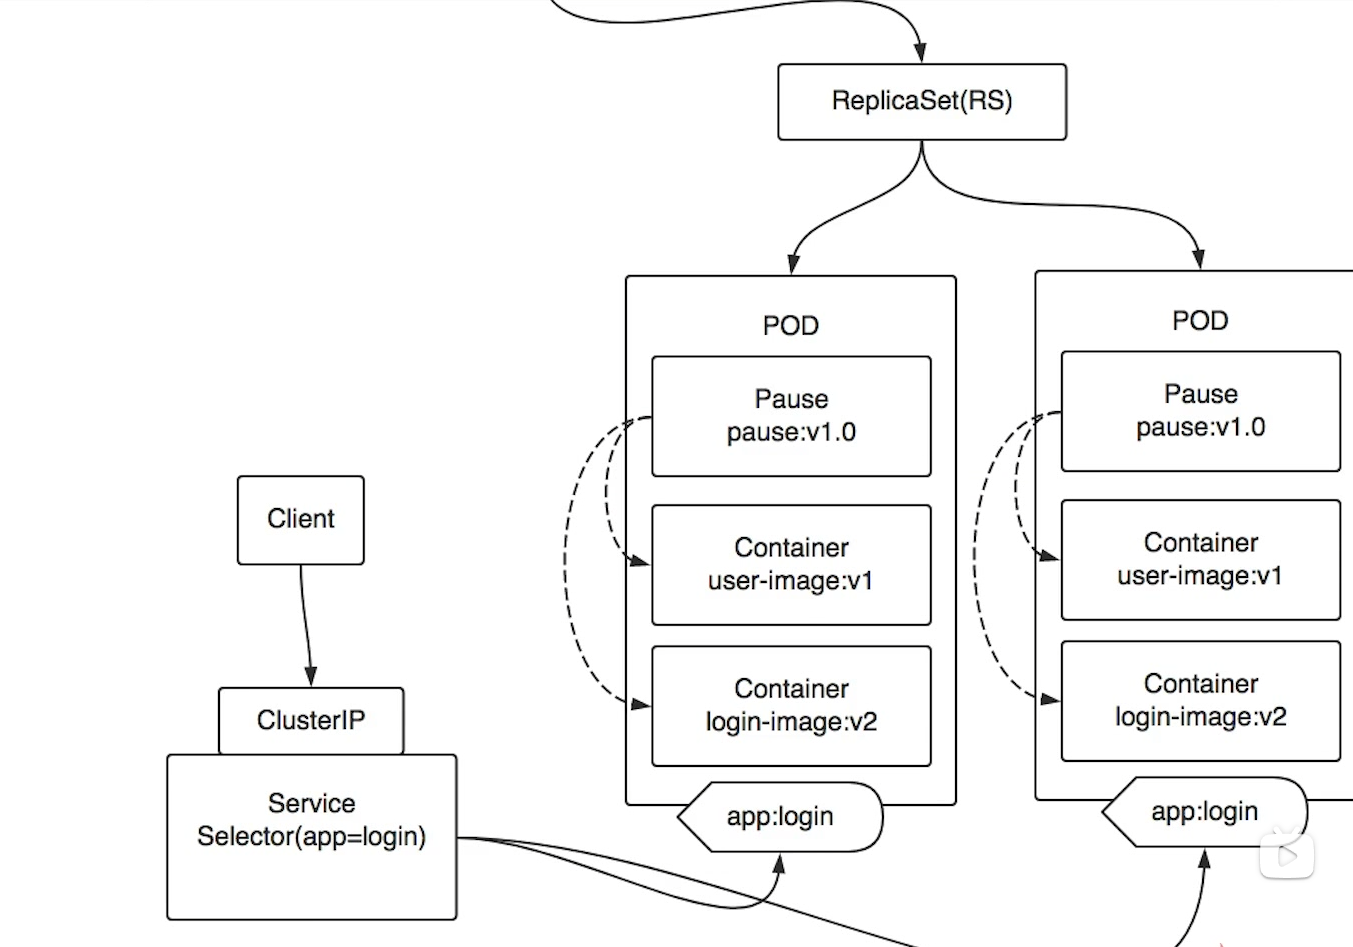 ReplicaSet(RS)
POD
Pause
pause:v1.0
Container
user-image:v1
Container
login-image:v2
app:login
POD
Pause
pause:v1.0
Container
user-image:v1
Container
login-image:v2
app:login
Client
ClusterIP
Service
Selector(app=login)